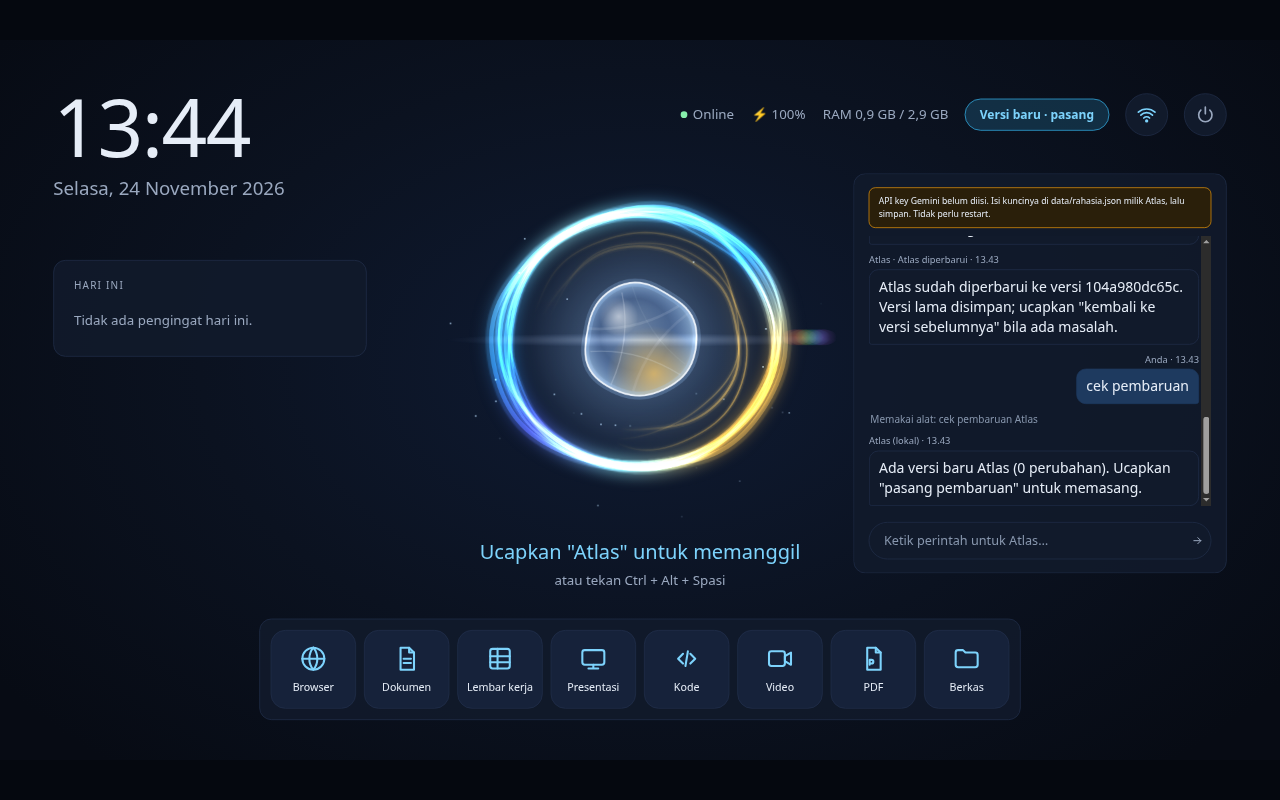 13:44
Selasa, 24 November 2026
Online
⚡ 100%
RAM 0,9 GB / 2,9 GB
Versi baru · pasang
HARI INI
Tidak ada pengingat hari ini.
API key Gemini belum diisi. Isi kuncinya di data/rahasia.json milik Atlas, lalu
simpan. Tidak perlu restart.
Atlas · Atlas diperbarui · 13.43
Atlas sudah diperbarui ke versi 104a980dc65c.
Versi lama disimpan; ucapkan "kembali ke
versi sebelumnya" bila ada masalah.
Anda · 13.43
cek pembaruan
Memakai alat: cek pembaruan Atlas
Atlas (lokal) · 13.43
Ada versi baru Atlas (0 perubahan). Ucapkan
"pasang pembaruan" untuk memasang.
Ketik perintah untuk Atlas...
Ucapkan "Atlas" untuk memanggil
atau tekan Ctrl + Alt + Spasi
Browser
Dokumen
Lembar kerja
Presentasi
Kode
Video
PDF
Berkas